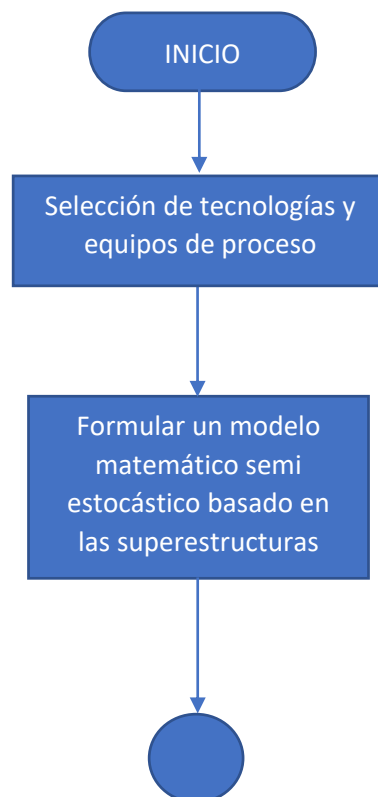 INICIO
Selección de tecnologías y
equipos de proceso
Formular un modelo
matemático semi
estocástico basado en
las superestructuras